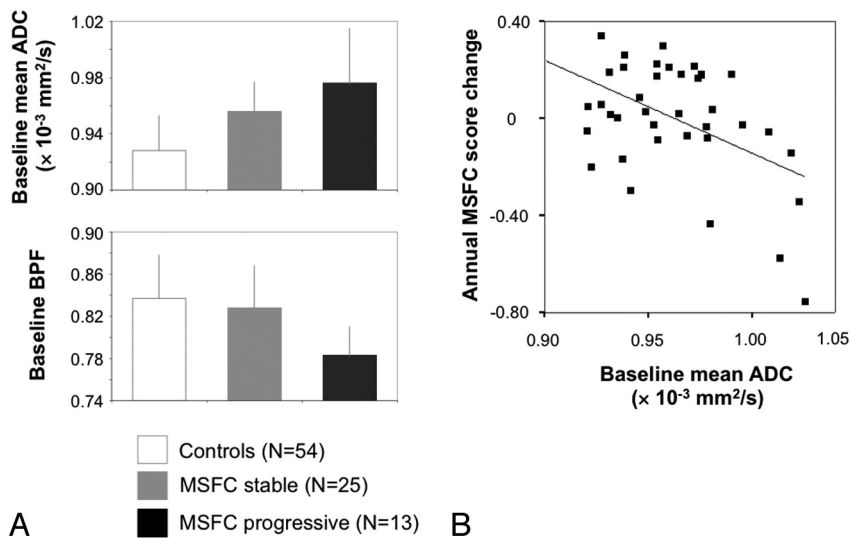 1.02
0.98
0.94
0.90
Baseline mean ADC
(× 10-3 mm2/s)
0.90
0.86
0.82
0.78
0.74
Baseline BPF
Controls (N=54)
MSFC stable (N=25)
MSFC progressive (N=13)
A
0.40
0
-0.40
-0.80
Annual MSFC score change
0.90
0.95
1.00
1.05
Baseline mean ADC
(× 10-3 mm2/s)
B